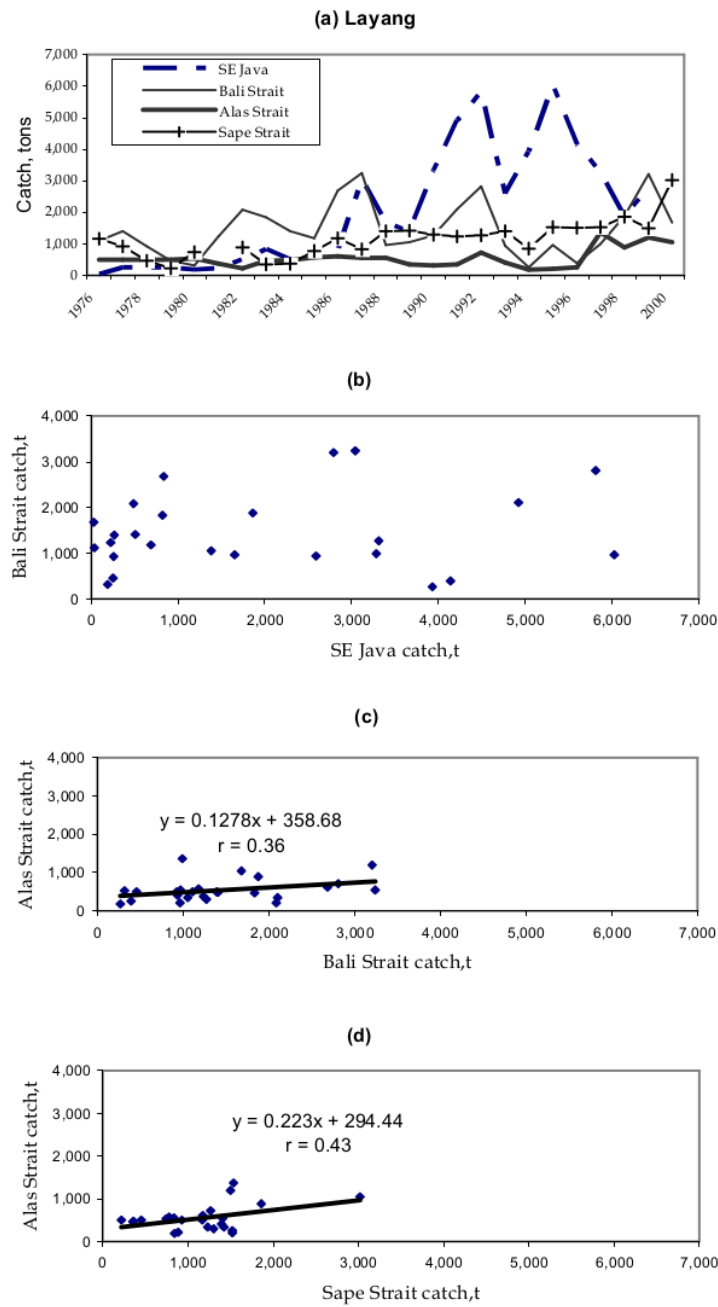 (a) Layang
7,000
6,000
5,000
4,000
3,000
2,000
1,000
0
Catch, tons
SE Java
Bali Strait
Alas Strait
Sape Strait
1976 1978 1980 1982 1984 1986 1988 1990 1992 1994 1996 1998 2000
(b)
4,000
3,000
2,000
1,000
0
Bali Strait catch,t
0 1,000 2,000 3,000 4,000 5,000 6,000 7,000
SE Java catch,t
(c)
4,000
3,000
2,000
1,000
0
Alas Strait catch,t
y = 0.1278x + 358.68
r = 0.36
0 1,000 2,000 3,000 4,000 5,000 6,000 7,000
Bali Strait catch,t
(d)
4,000
3,000
2,000
1,000
0
Alas Strait catch,t
y = 0.223x + 294.44
r = 0.43
0 1,000 2,000 3,000 4,000 5,000 6,000 7,000
Sape Strait catch,t